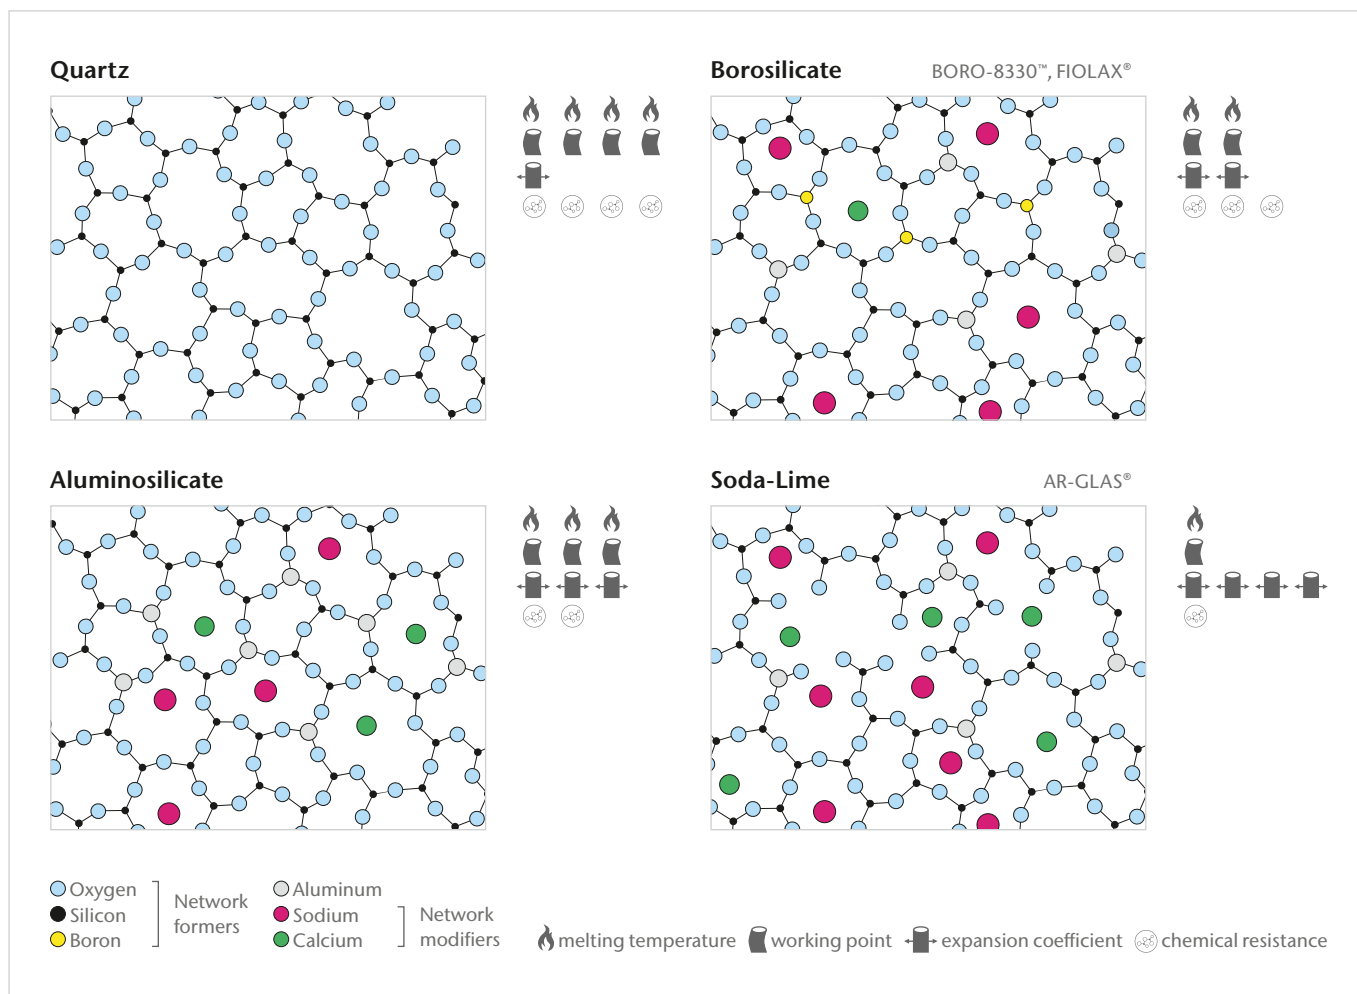 Quartz
Borosilicate
BORO-8330™, FIOLAX®
Aluminosilicate
Soda-Lime
AR-GLAS®
Oxygen
Silicon
Boron
Network
formers
Aluminum
Sodium
Calcium
Network
modifiers
melting temperature
working point
expansion coefficient
chemical resistance